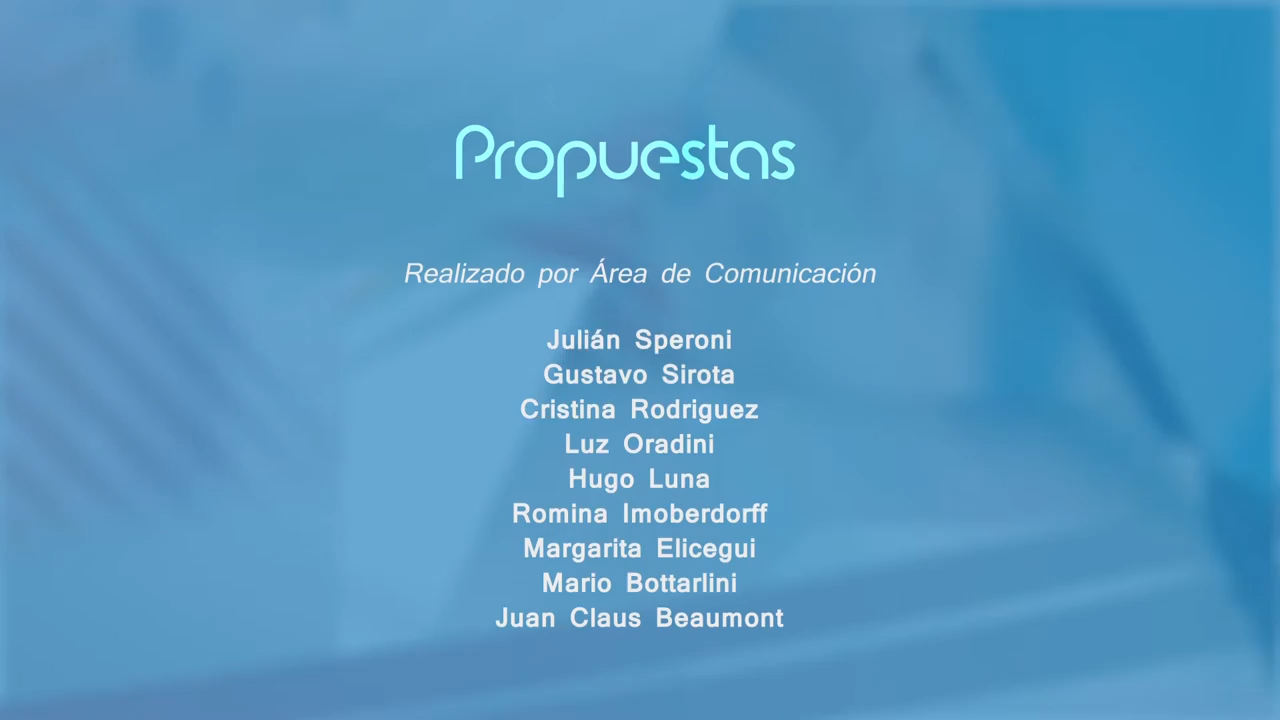 Propuestas
Realizado por Área de Comunicación
Julián Speroni
Gustavo Sirota
Cristina Rodriguez
Luz Oradini
Hugo Luna
Romina Imoberdorff
Margarita Elicegui
Mario Bottarlini
Juan Claus Beaumont